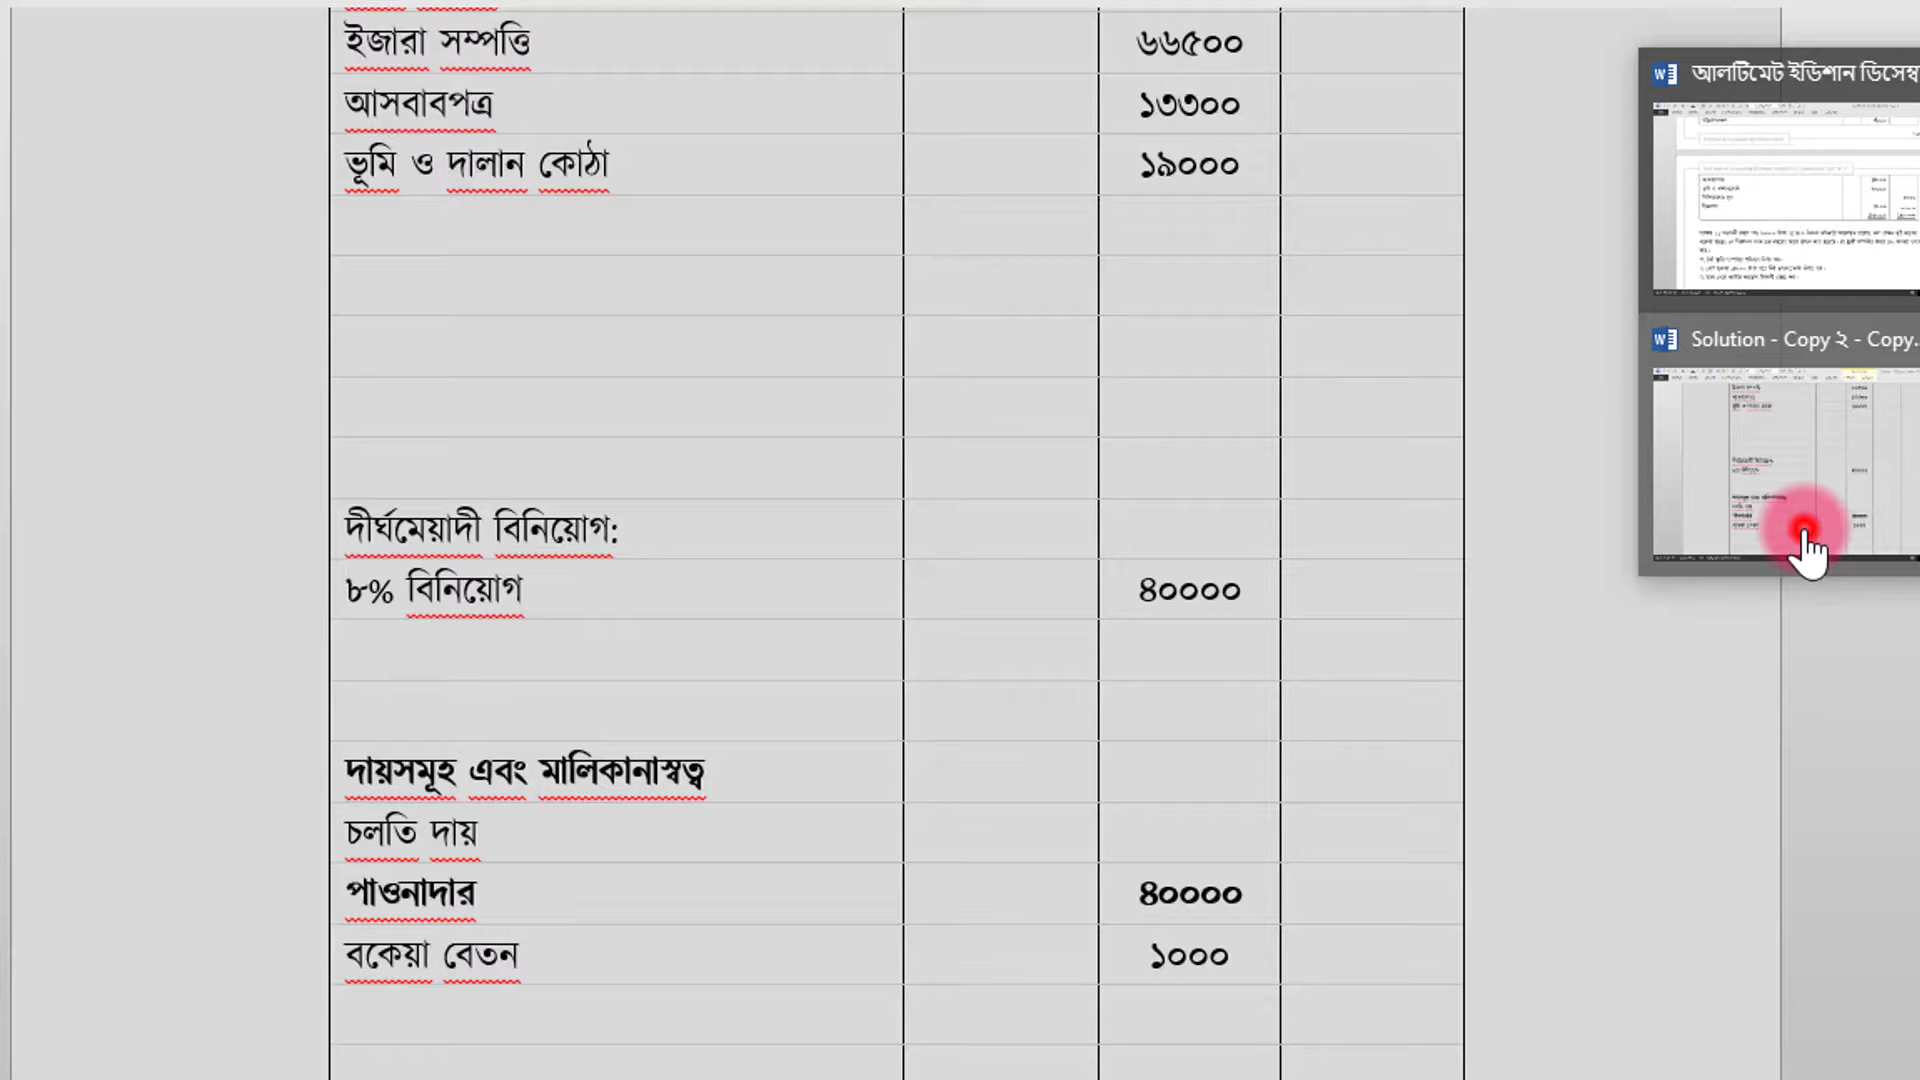 ইজারা সম্পত্তি ৬৬৫০০
আসবাবপত্র ১৩৩০০
ভূমি ও দালান কোঠা ১৯০০০
দীর্ঘমেয়াদী বিনিয়োগ:
৮% বিনিয়োগ ৪০০০০
দায়সমূহ এবং মালিকানাস্বত্ব
চলতি দায়
পাওনাদার ৪০০০০
বকেয়া বেতন ১০০০
আলটিমেট ইডিশান ডিসেম্ব
Solution - Copy ২ - Copy...